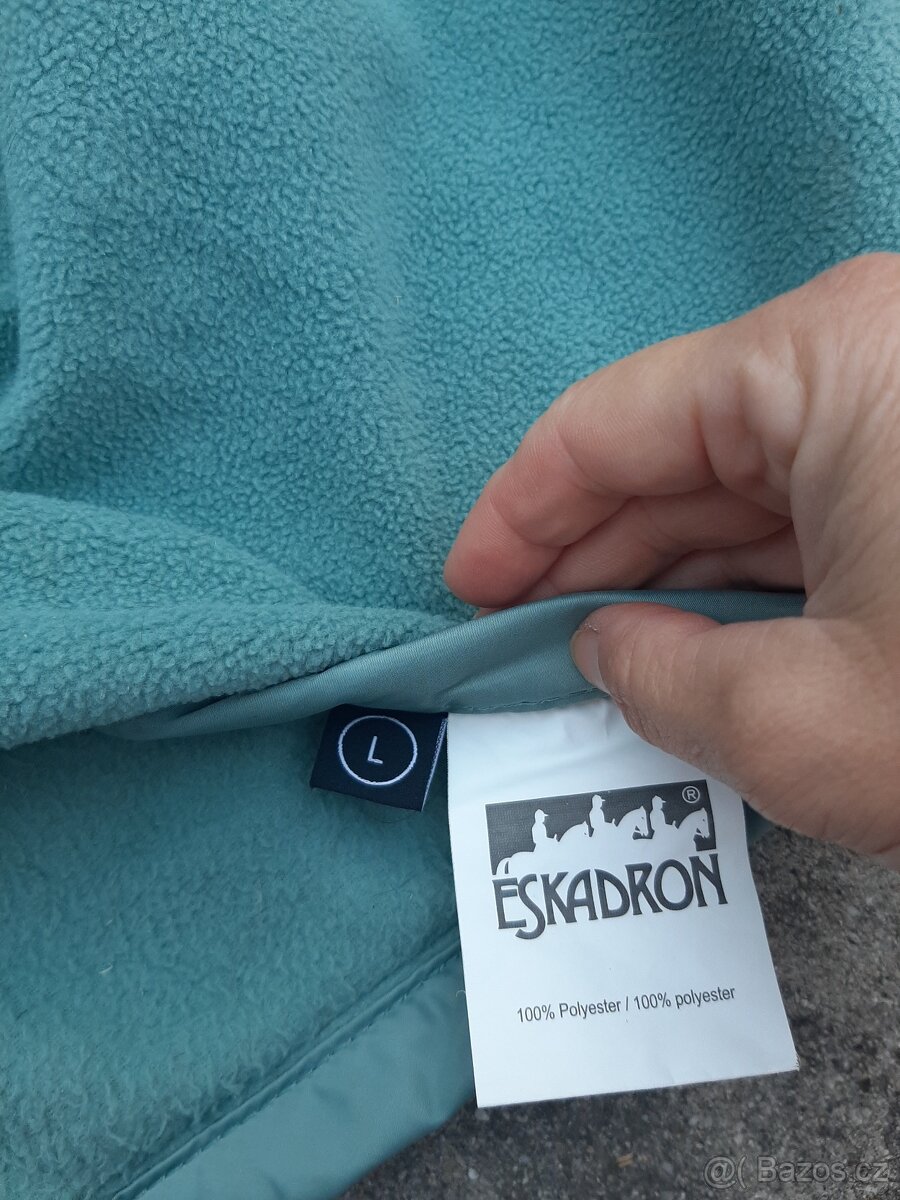 L
®
ESKADRON
100% Polyester / 100% polyester
@( Bazos.cz